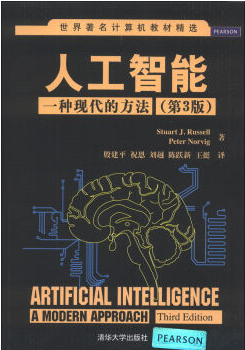 世界著名计算机教材精选
PEARSON
人工智能
一种现代的方法（第3版）
Stuart J. Russell
Peter Norvig 著
殷建平 祝恩 刘越 陈跃新 王挺 译
ARTIFICIAL INTELLIGENCE
A MODERN APPROACH Third Edition
清华大学出版社
PEARSON